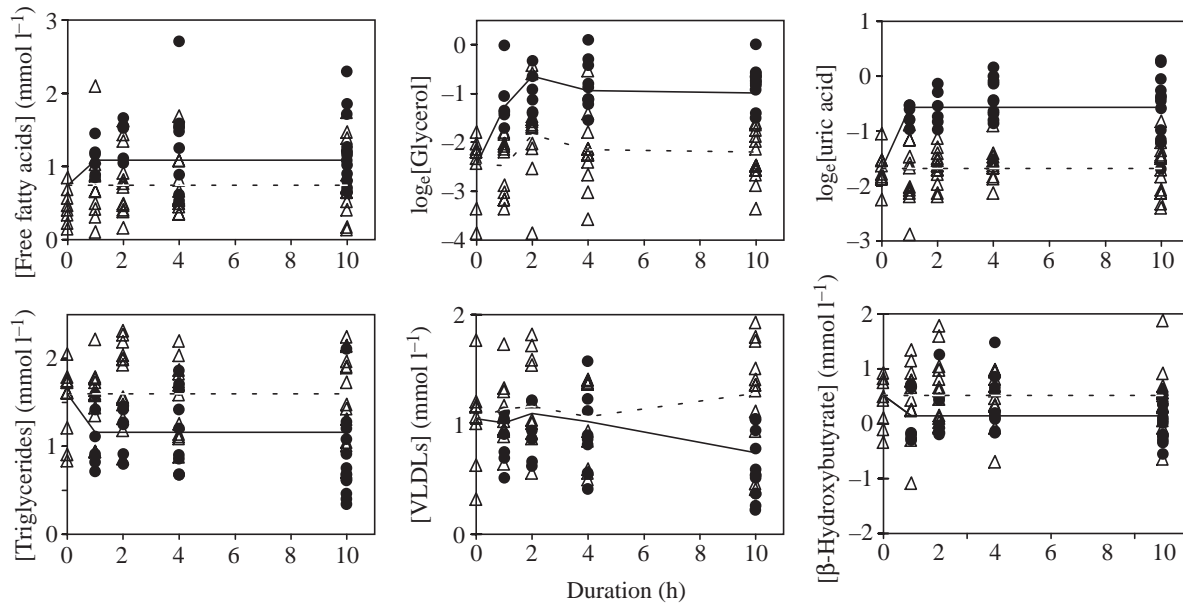 [Free fatty acids] (mmol l⁻¹)
3
2
1
0
0 2 4 6 8 10
logₑ[Glycerol]
−0
−1
−2
−3
−4
0 2 4 6 8 10
logₑ[uric acid]
1
0
−1
−2
−3
0 2 4 6 8 10
[Triglycerides] (mmol l⁻¹)
2
1
0
0 2 4 6 8 10
[VLDLs] (mmol l⁻¹)
2
1
0
0 2 4 6 8 10
[β-Hydroxybutyrate] (mmol l⁻¹)
2
1
0
−1
−2
0 2 4 6 8 10
Duration (h)